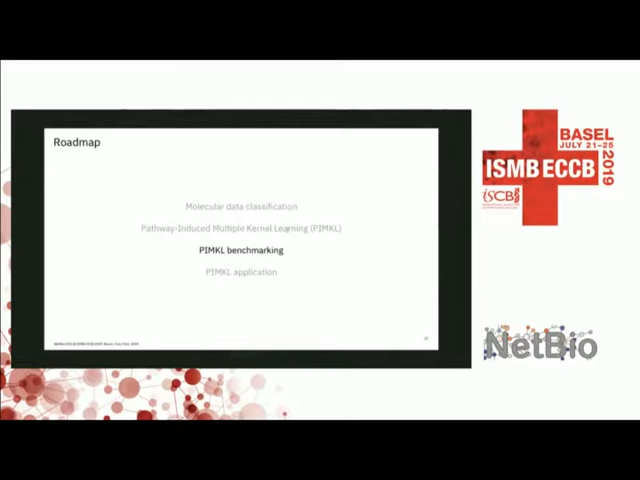 Roadmap
Molecular data classification
Pathway-Induced Multiple Kernel Learning (PIMKL)
PIMKL benchmarking
PIMKL application
BASEL
JULY 21-25
2019
ISMB ECCB
ISCB
NetBio